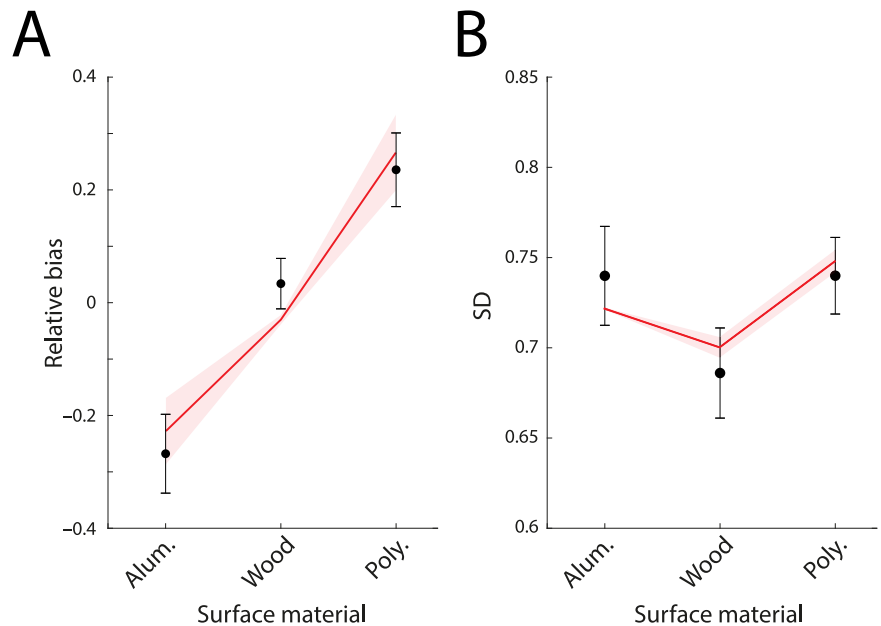 A
0.4
0.2
0
−0.2
−0.4
Relative bias
Alum.
Wood
Poly.
Surface material
B
0.85
0.8
0.75
0.7
0.65
0.6
SD
Alum.
Wood
Poly.
Surface material